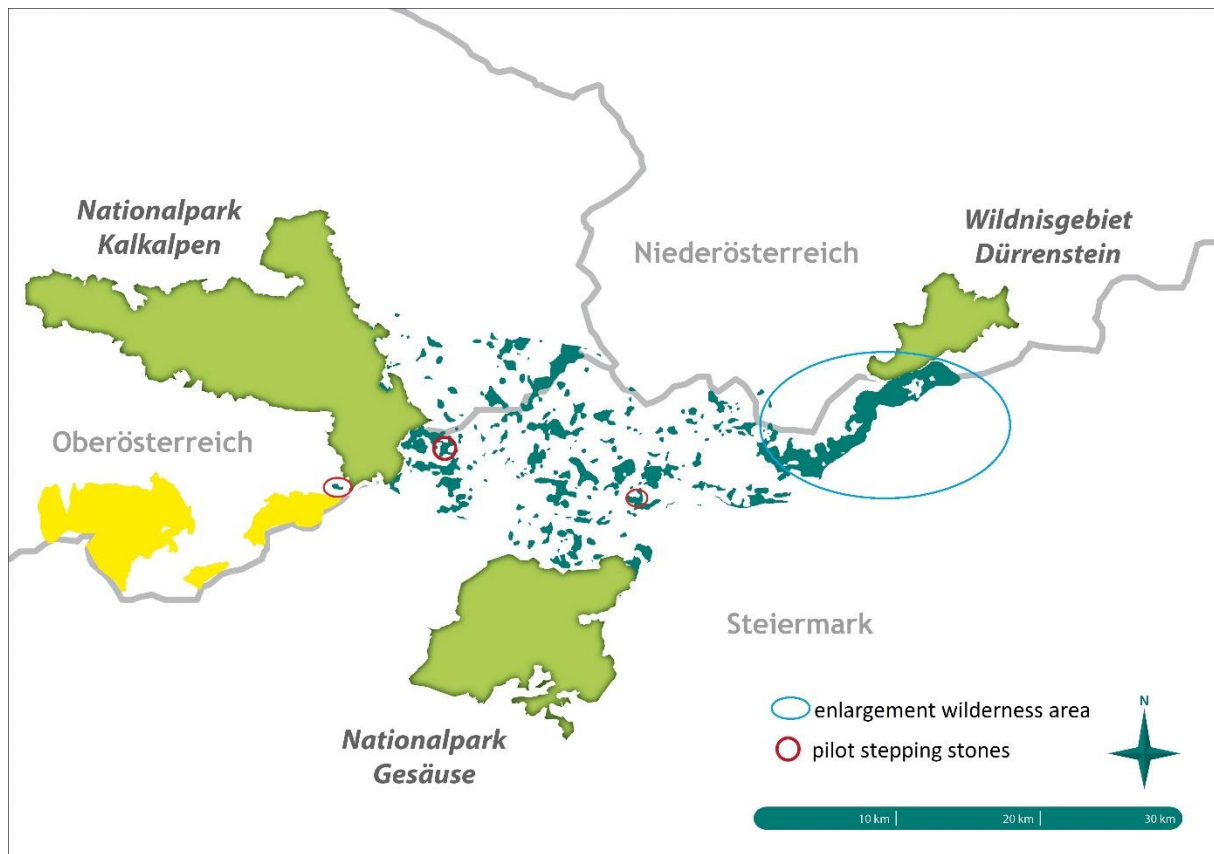 Nationalpark
Kalkalpen
Wildnisgebiet
Dürrenstein
Niederösterreich
Oberösterreich
Steiermark
Nationalpark
Gesäuse
enlargement wilderness area
pilot stepping stones
N
10 km
20 km
30 km